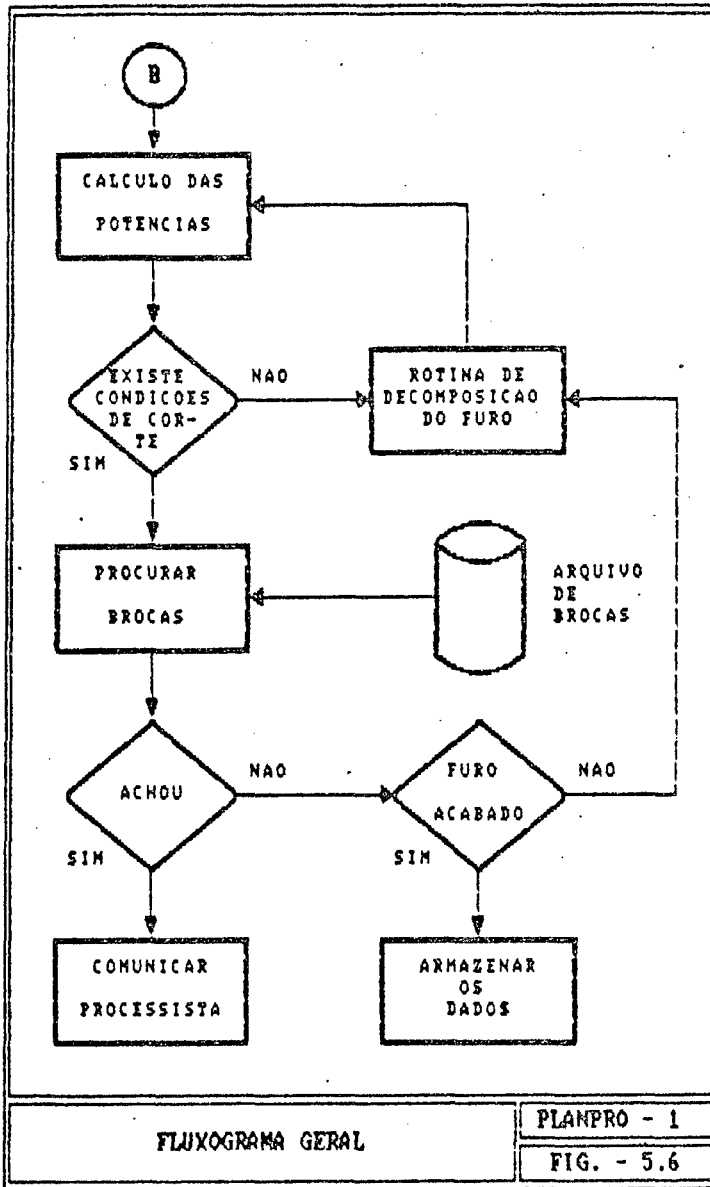 B
CALCULO DAS
POTENCIAS
EXISTE
CONDICOES
DE COR-
TE
NAO
SIM
ROTINA DE
DECOMPOSICAO
DO FURO
PROCURAR
BROCAS
ARQUIVO
DE
BROCAS
ACHOU
NAO
SIM
FURO
ACABADO
NAO
SIM
COMUNICAR
PROCESSISTA
ARMAZENAR
OS
DADOS
FLUXOGRAMA GERAL
PLANPRO - 1
FIG. - 5.6